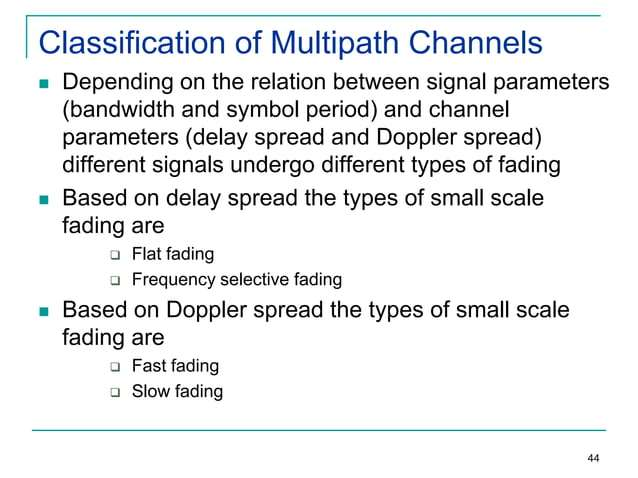 Classification of Multipath Channels
Depending on the relation between signal parameters
(bandwidth and symbol period) and channel
parameters (delay spread and Doppler spread)
different signals undergo different types of fading
Based on delay spread the types of small scale
fading are
Flat fading
Frequency selective fading
Based on Doppler spread the types of small scale
fading are
Fast fading
Slow fading
44